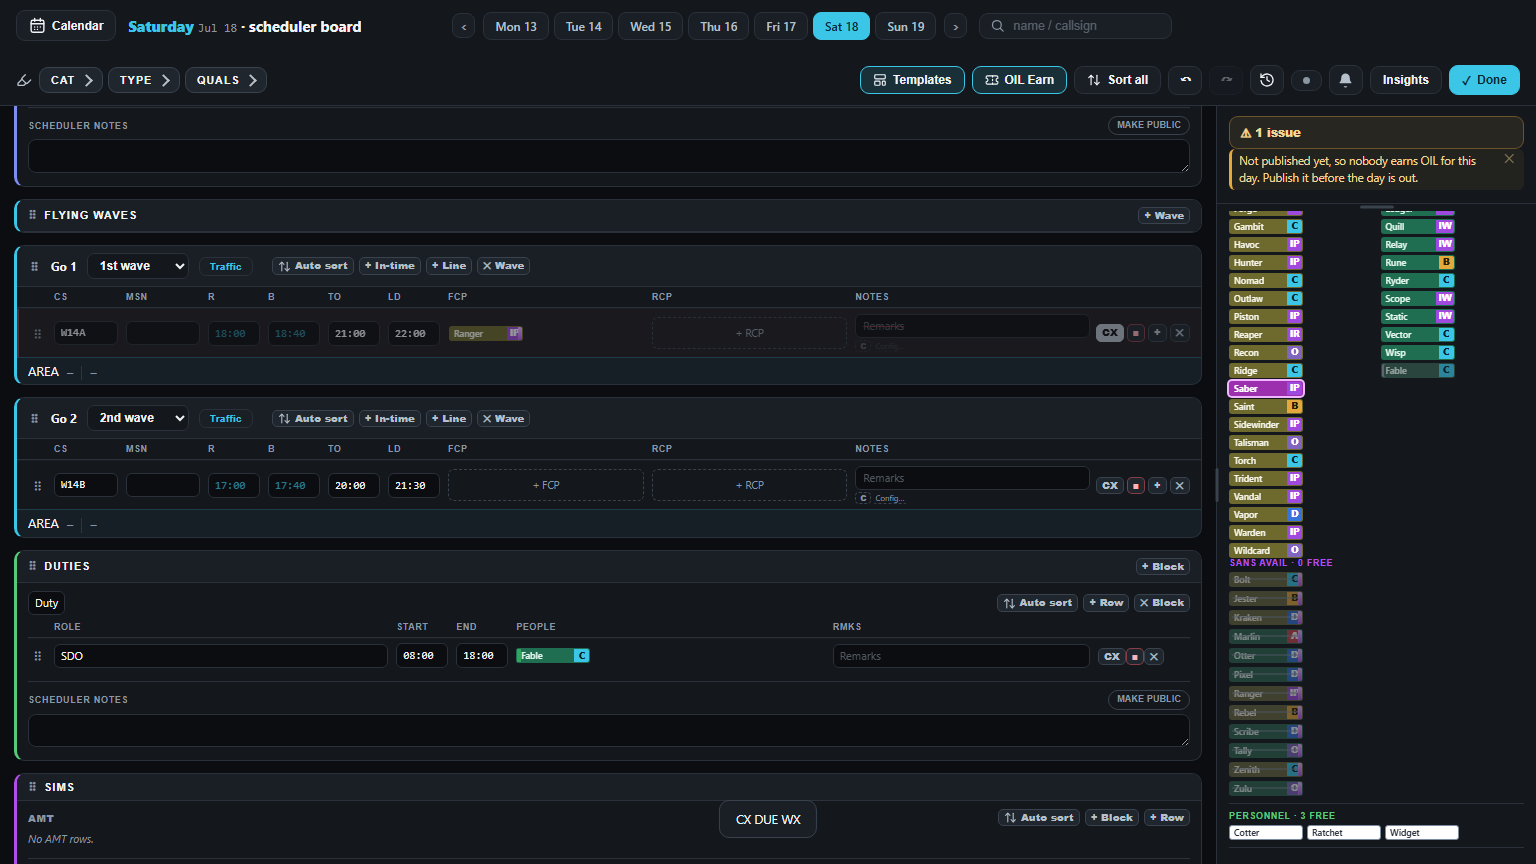 Calendar
Saturday Jul 18 · scheduler board
‹ Mon 13 Tue 14 Wed 15 Thu 16 Fri 17 Sat 18 Sun 19 ›
name / callsign
CAT TYPE QUALS
Templates OIL Earn Sort all Insights ✓ Done
SCHEDULER NOTES MAKE PUBLIC
FLYING WAVES + Wave
Go 1 1st wave Traffic Auto sort + In-time + Line × Wave
CS MSN R B TO LD FCP RCP NOTES
W14A 18:00 18:40 21:00 22:00 Ranger IP + RCP Remarks CX ■ + ×
C Config...
AREA – –
Go 2 2nd wave Traffic Auto sort + In-time + Line × Wave
CS MSN R B TO LD FCP RCP NOTES
W14B 17:00 17:40 20:00 21:30 + FCP + RCP Remarks CX ■ + ×
C Config...
AREA – –
DUTIES + Block
Duty Auto sort + Row × Block
ROLE START END PEOPLE RMKS
SDO 08:00 18:00 Fable C Remarks CX ■ ×
SCHEDULER NOTES MAKE PUBLIC
SIMS
AMT Auto sort + Block + Row
No AMT rows.
CX DUE WX
⚠ 1 issue
Not published yet, so nobody earns OIL for this
day. Publish it before the day is out.
Gambit C Quill IW
Havoc IP Relay IW
Hunter IP Rune B
Nomad C Ryder C
Outlaw C Scope IW
Piston IP Static IW
Reaper IR Vector C
Recon O Wisp C
Ridge C Fable C
Saber IP
Saint B
Sidewinder IP
Talisman O
Torch C
Trident IP
Vandal IP
Vapor D
Warden IP
Wildcard O
SANS AVAIL · 0 FREE
Bolt C
Jester B
Kraken D
Marlin A
Otter D
Pixel D
Ranger IP
Rebel B
Scribe D
Tally O
Zenith C
Zulu O
PERSONNEL · 3 FREE
Cotter Ratchet Widget